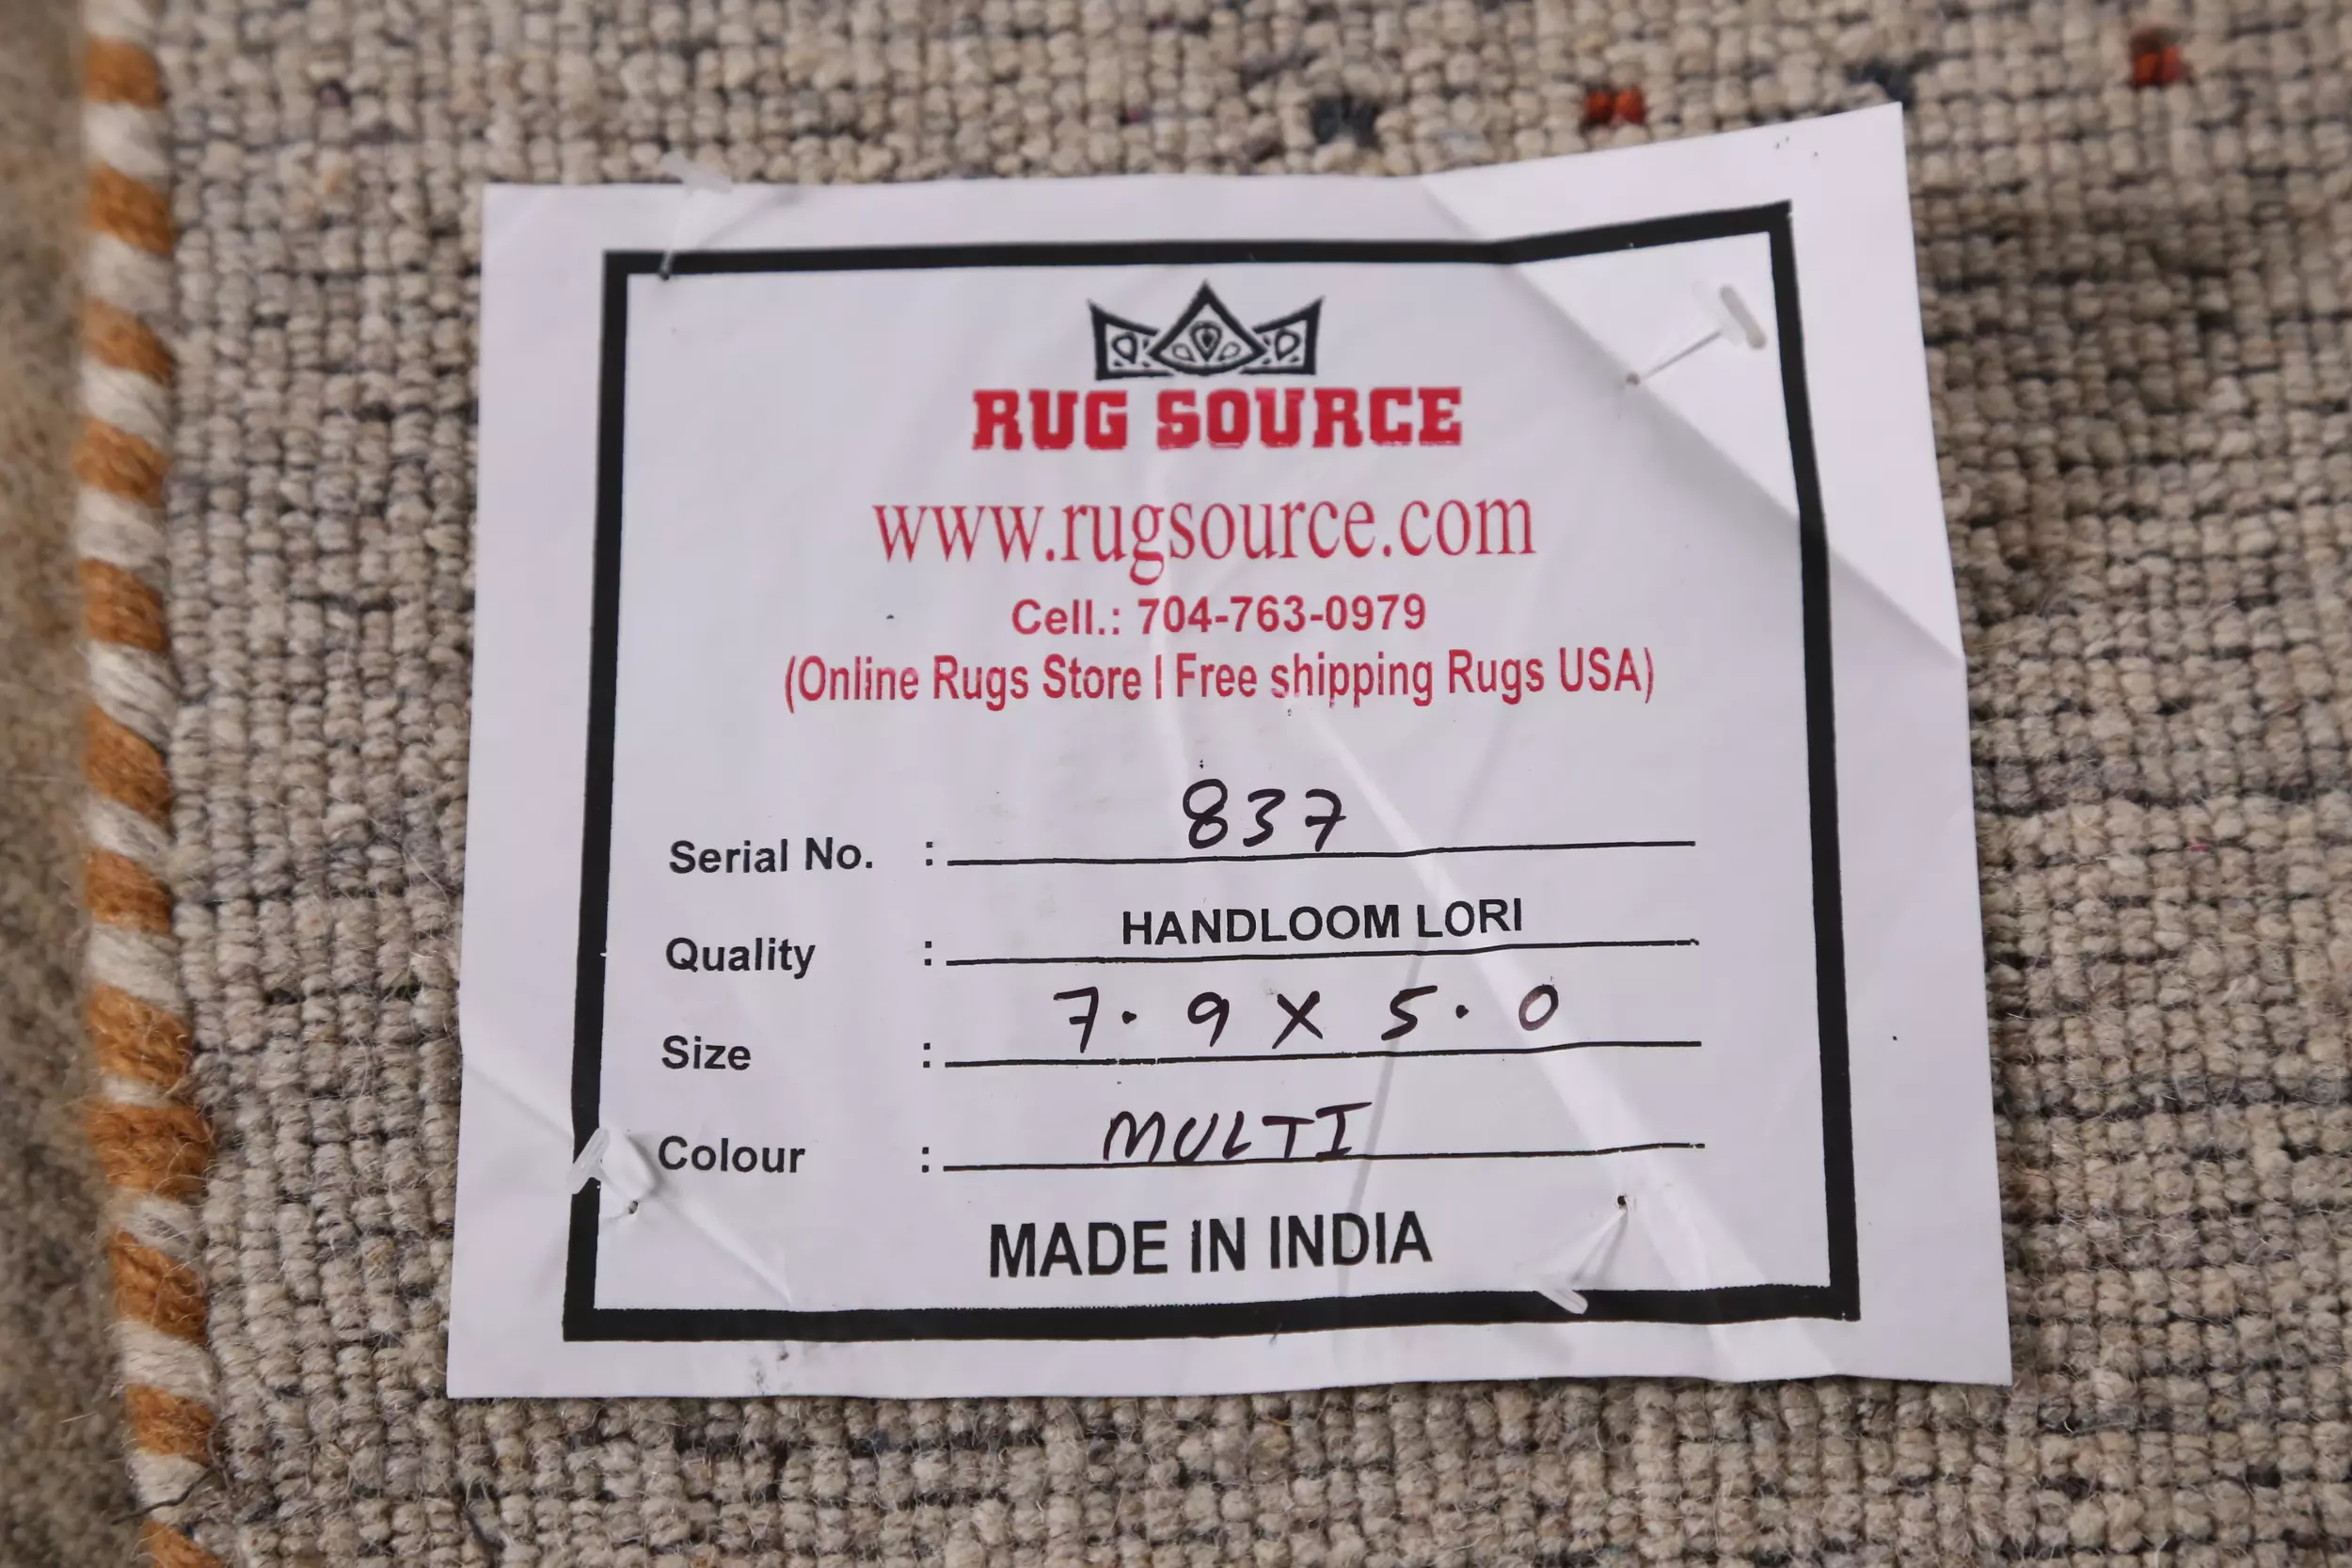 RUG SOURCE
www.rugsource.com
Cell.: 704-763-0979
(Online Rugs Store | Free shipping Rugs USA)
Serial No. : 837
Quality : HANDLOOM LORI
Size : 7.9 X 5.0
Colour : MULTI
MADE IN INDIA